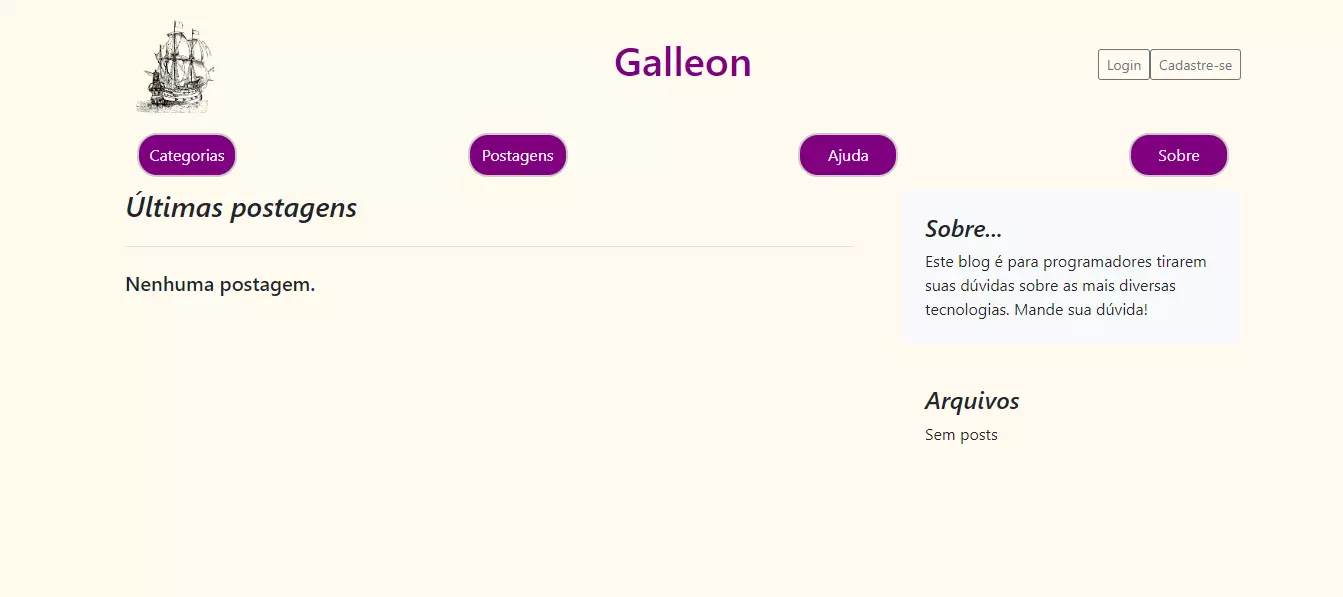 Galleon
Login
Cadastre-se
Categorias
Postagens
Ajuda
Sobre
Últimas postagens
Nenhuma postagem.
Sobre...
Este blog é para programadores tirarem
suas dúvidas sobre as mais diversas
tecnologias. Mande sua dúvida!
Arquivos
Sem posts